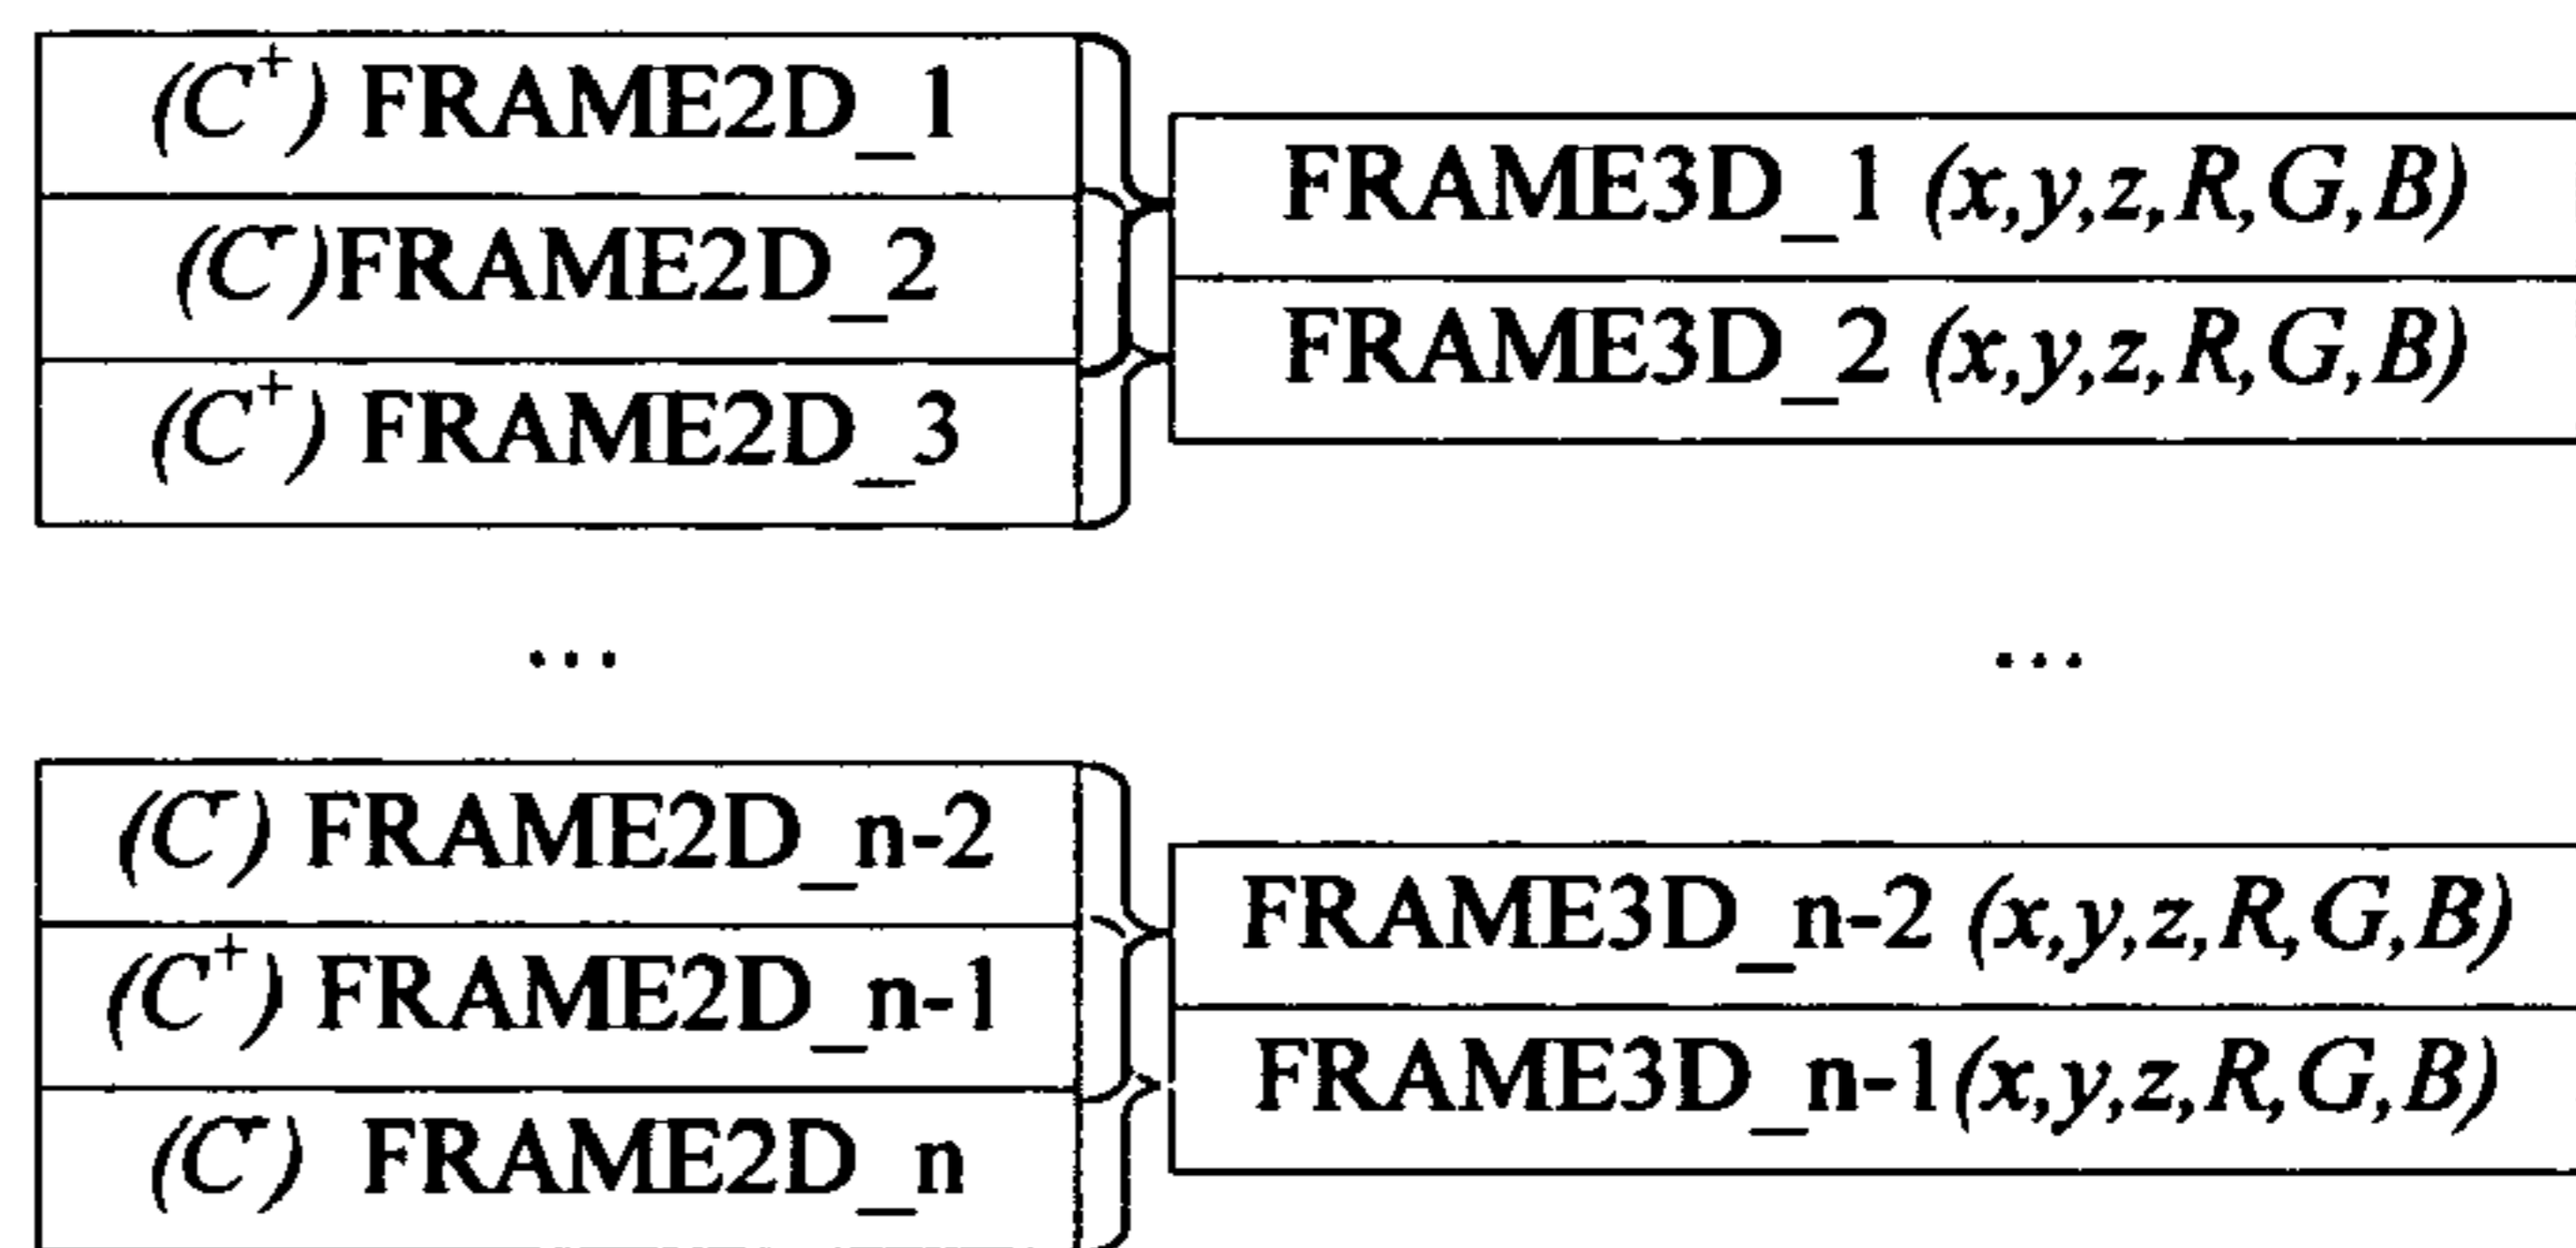 (C⁺) FRAME2D_1
(C⁻)FRAME2D_2
(C⁺) FRAME2D_3
FRAME3D_1 (x,y,z,R,G,B)
FRAME3D_2 (x,y,z,R,G,B)
... ...
(C⁻) FRAME2D_n-2
(C⁺) FRAME2D_n-1
(C⁻) FRAME2D_n
FRAME3D_n-2 (x,y,z,R,G,B)
FRAME3D_n-1(x,y,z,R,G,B)